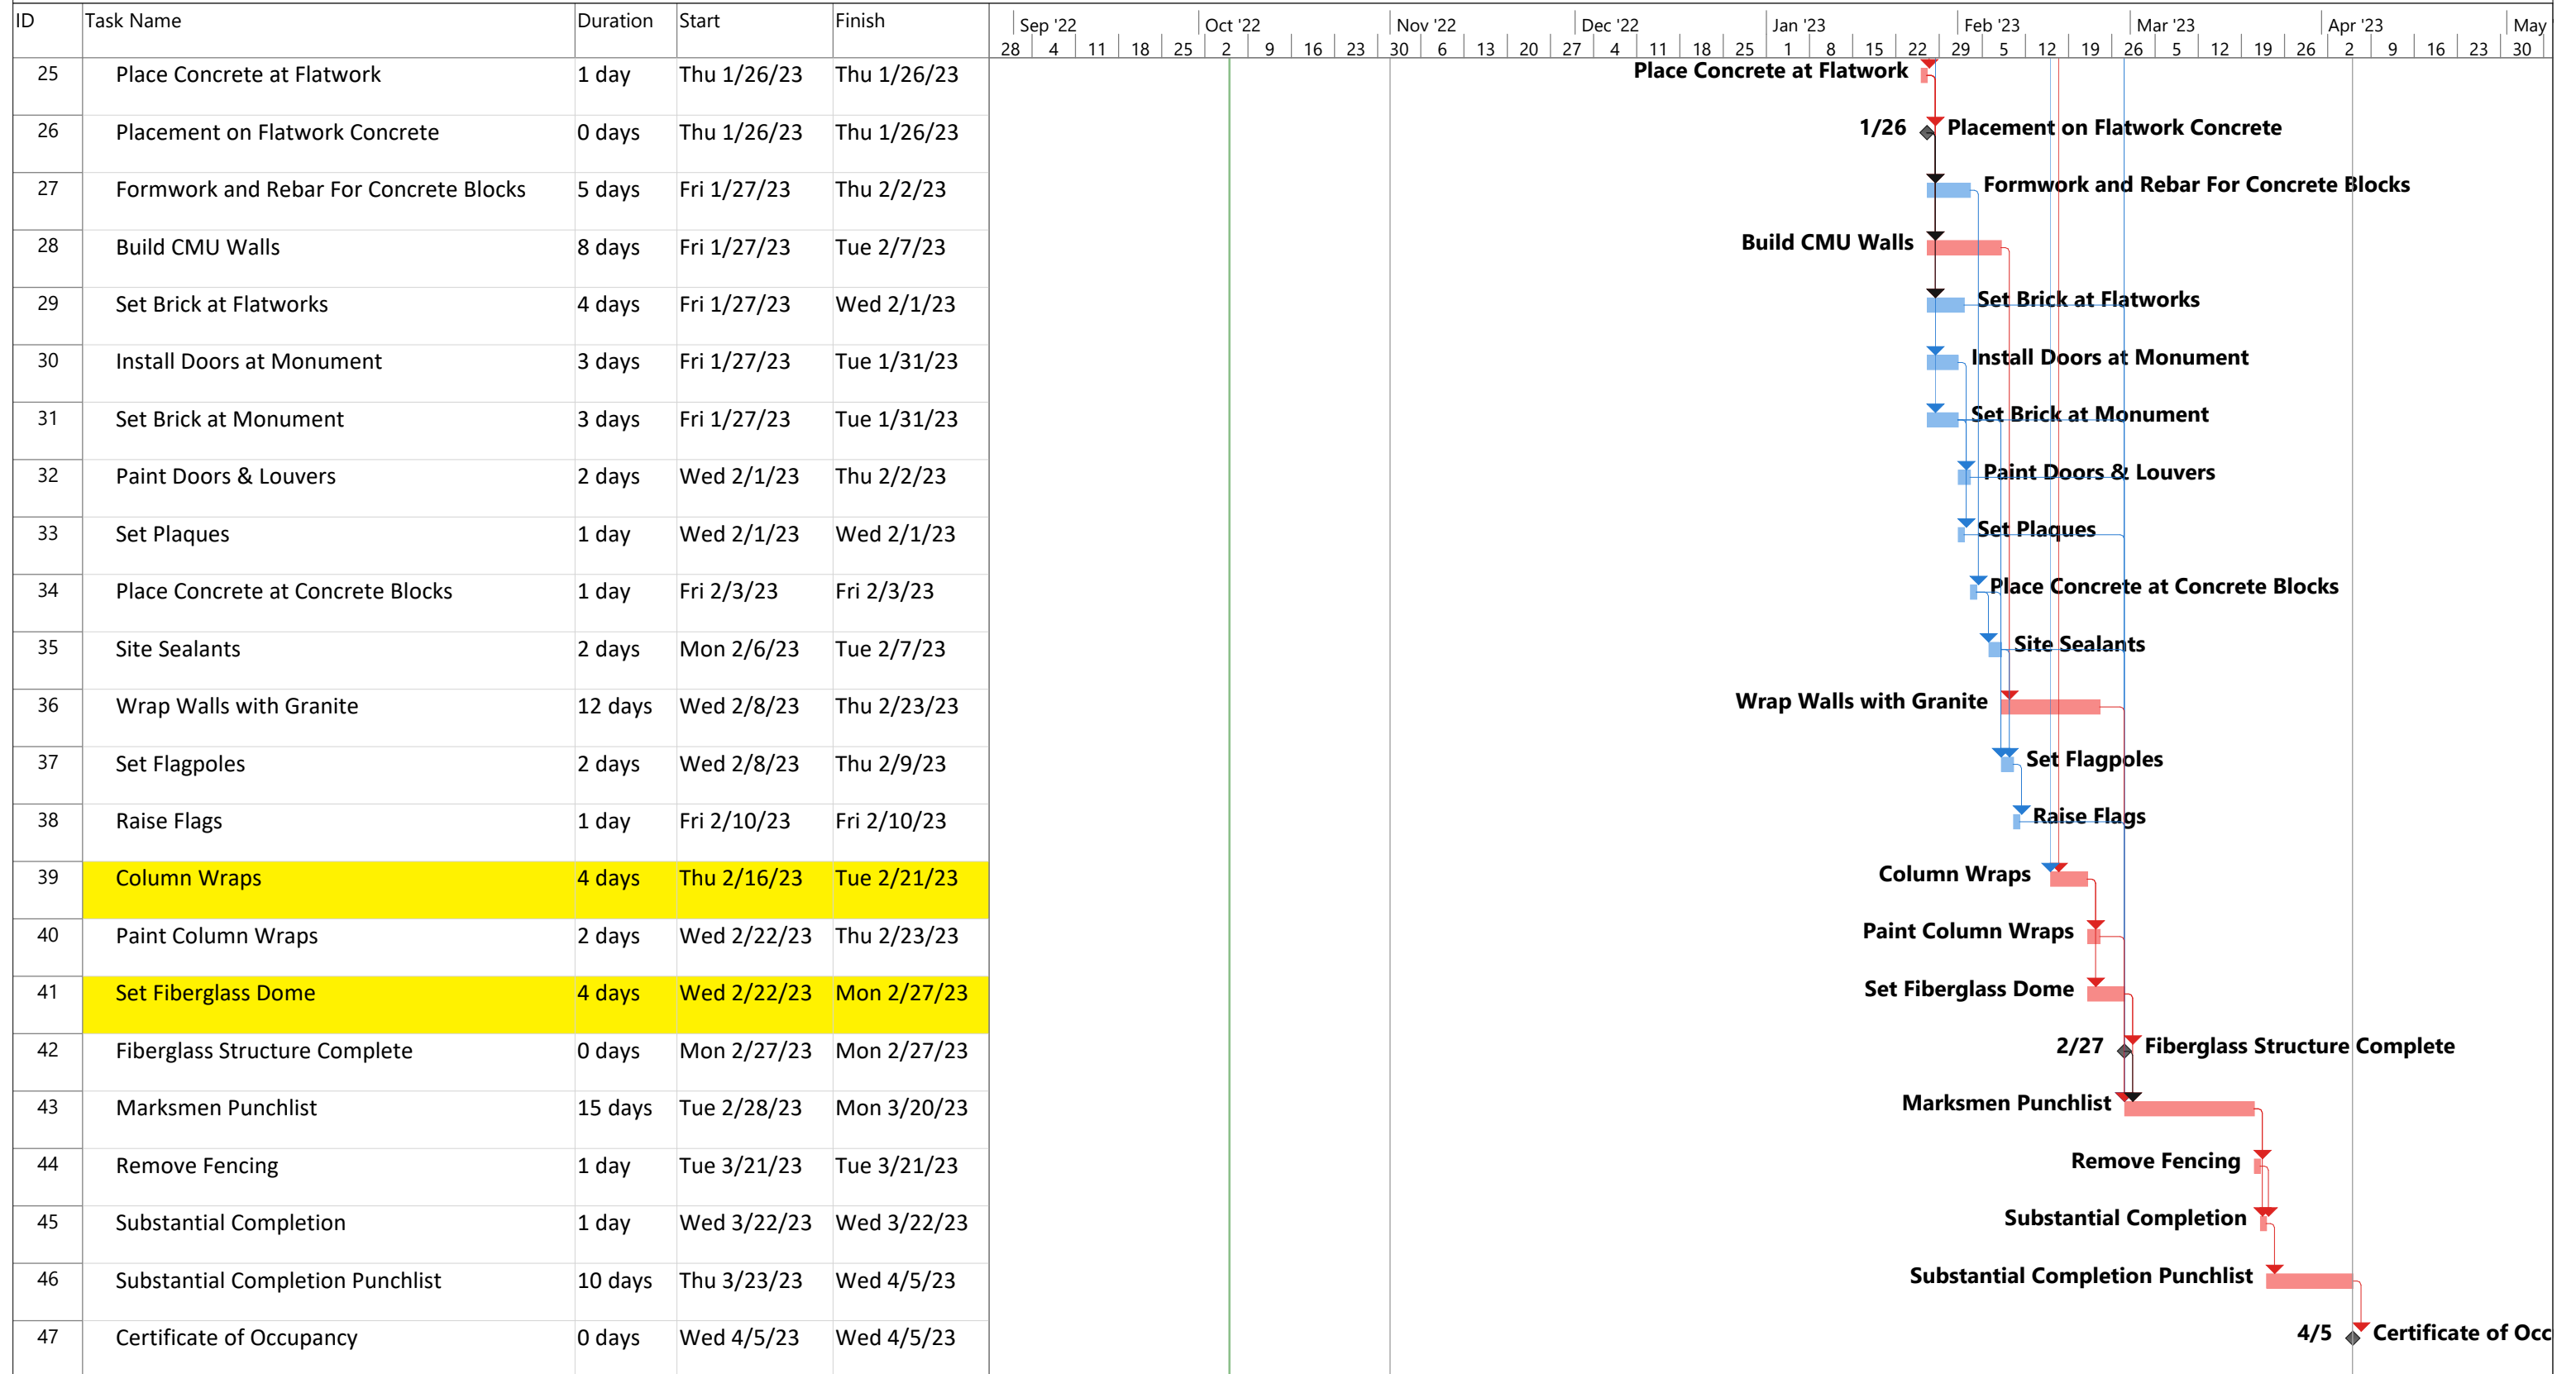 ID Task Name Duration Start Finish Sep '22 Oct '22 Nov '22 Dec '22 Jan '23 Feb '23 Mar '23 Apr '23 May
28 4 11 18 25 2 9 16 23 30 6 13 20 27 4 11 18 25 1 8 15 22 29 5 12 19 26 5 12 19 26 2 9 16 23 30
25 Place Concrete at Flatwork 1 day Thu 1/26/23 Thu 1/26/23 Place Concrete at Flatwork
26 Placement on Flatwork Concrete 0 days Thu 1/26/23 Thu 1/26/23 1/26 Placement on Flatwork Concrete
27 Formwork and Rebar For Concrete Blocks 5 days Fri 1/27/23 Thu 2/2/23 Formwork and Rebar For Concrete Blocks
28 Build CMU Walls 8 days Fri 1/27/23 Tue 2/7/23 Build CMU Walls
29 Set Brick at Flatworks 4 days Fri 1/27/23 Wed 2/1/23 Set Brick at Flatworks
30 Install Doors at Monument 3 days Fri 1/27/23 Tue 1/31/23 Install Doors at Monument
31 Set Brick at Monument 3 days Fri 1/27/23 Tue 1/31/23 Set Brick at Monument
32 Paint Doors & Louvers 2 days Wed 2/1/23 Thu 2/2/23 Paint Doors & Louvers
33 Set Plaques 1 day Wed 2/1/23 Wed 2/1/23 Set Plaques
34 Place Concrete at Concrete Blocks 1 day Fri 2/3/23 Fri 2/3/23 Place Concrete at Concrete Blocks
35 Site Sealants 2 days Mon 2/6/23 Tue 2/7/23 Site Sealants
36 Wrap Walls with Granite 12 days Wed 2/8/23 Thu 2/23/23 Wrap Walls with Granite
37 Set Flagpoles 2 days Wed 2/8/23 Thu 2/9/23 Set Flagpoles
38 Raise Flags 1 day Fri 2/10/23 Fri 2/10/23 Raise Flags
39 Column Wraps 4 days Thu 2/16/23 Tue 2/21/23 Column Wraps
40 Paint Column Wraps 2 days Wed 2/22/23 Thu 2/23/23 Paint Column Wraps
41 Set Fiberglass Dome 4 days Wed 2/22/23 Mon 2/27/23 Set Fiberglass Dome
42 Fiberglass Structure Complete 0 days Mon 2/27/23 Mon 2/27/23 2/27 Fiberglass Structure Complete
43 Marksmen Punchlist 15 days Tue 2/28/23 Mon 3/20/23 Marksmen Punchlist
44 Remove Fencing 1 day Tue 3/21/23 Tue 3/21/23 Remove Fencing
45 Substantial Completion 1 day Wed 3/22/23 Wed 3/22/23 Substantial Completion
46 Substantial Completion Punchlist 10 days Thu 3/23/23 Wed 4/5/23 Substantial Completion Punchlist
47 Certificate of Occupancy 0 days Wed 4/5/23 Wed 4/5/23 4/5 Certificate of Occ